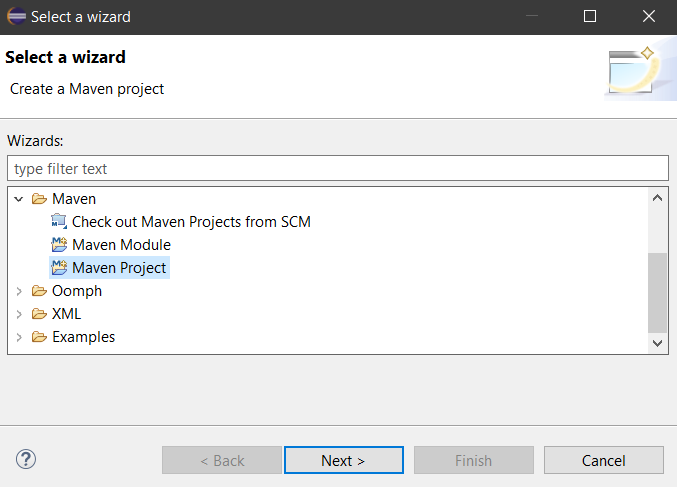 Select a wizard
Select a wizard
Create a Maven project
Wizards:
type filter text
Maven
Check out Maven Projects from SCM
Maven Module
Maven Project
Oomph
XML
Examples
? < Back Next > Finish Cancel